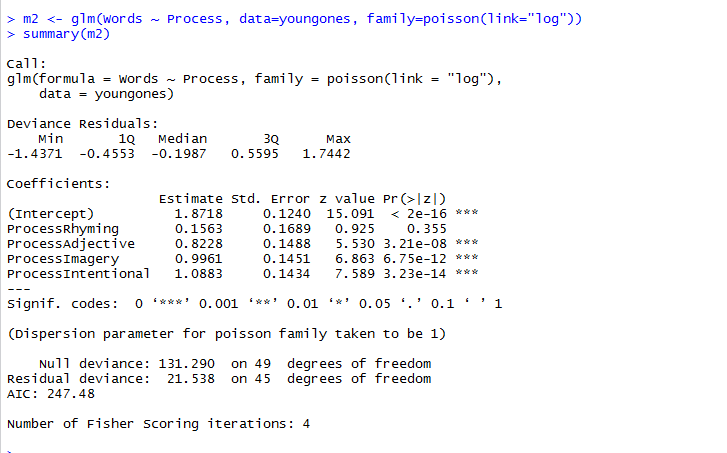 > m2 <- glm(Words ~ Process, data=youngones, family=poisson(link="log"))
> summary(m2)

Call:
glm(formula = Words ~ Process, family = poisson(link = "log"),
    data = youngones)

Deviance Residuals:
    Min       1Q   Median       3Q      Max
-1.4371  -0.4553  -0.1987   0.5595   1.7442

Coefficients:
                   Estimate Std. Error z value Pr(>|z|)
(Intercept)          1.8718     0.1240  15.091  < 2e-16 ***
ProcessRhyming       0.1563     0.1689   0.925    0.355
ProcessAdjective     0.8228     0.1488   5.530 3.21e-08 ***
ProcessImagery       0.9961     0.1451   6.863 6.75e-12 ***
ProcessIntentional   1.0883     0.1434   7.589 3.23e-14 ***
---
Signif. codes:  0 ‘***’ 0.001 ‘**’ 0.01 ‘*’ 0.05 ‘.’ 0.1 ‘ ’ 1

(Dispersion parameter for poisson family taken to be 1)

    Null deviance: 131.290  on 49  degrees of freedom
Residual deviance:  21.538  on 45  degrees of freedom
AIC: 247.48

Number of Fisher Scoring iterations: 4